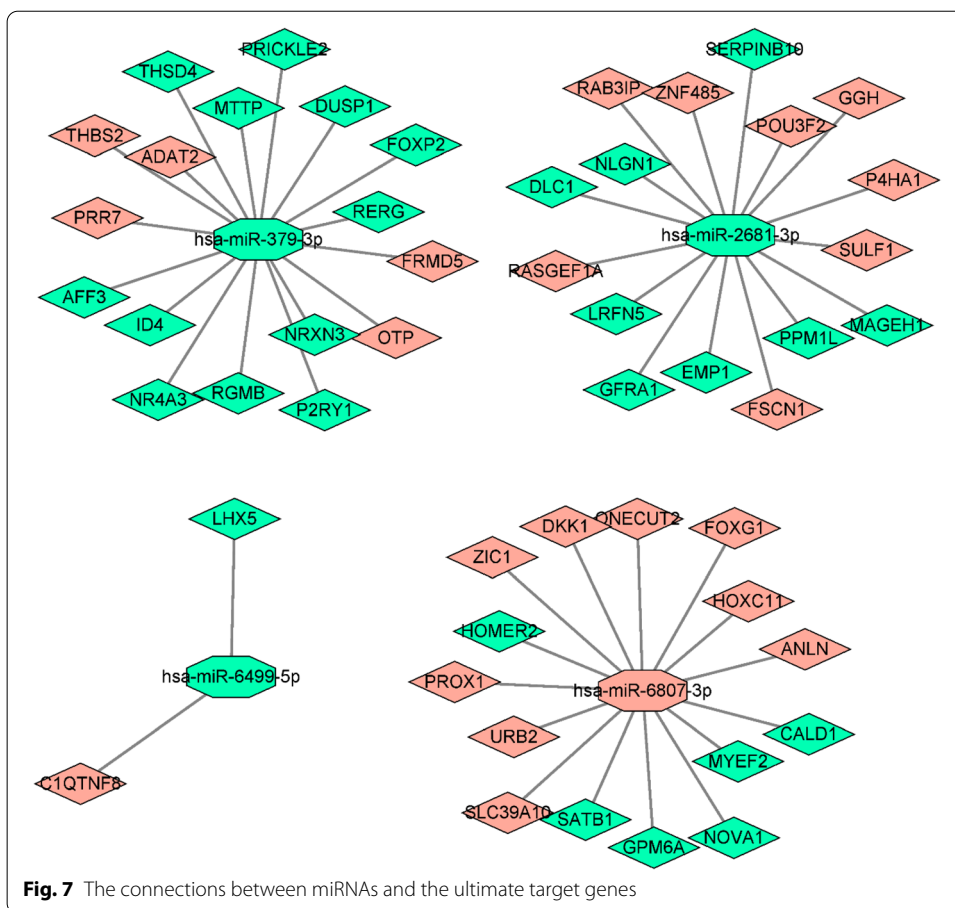 PRICKLE2
THSD4
MTTP
DUSP1
THBS2
ADAT2
FOXP2
PRR7
RERG
hsa-miR-379-3p
FRMD5
AFF3
ID4
NRXN3
OTP
NR4A3
RGMB
P2RY1
SERPINB10
RAB3IP
ZNF485
GGH
POU3F2
NLGN1
DLC1
P4HA1
hsa-miR-2681-3p
SULF1
RASGEF1A
LRFN5
MAGEH1
PPM1L
EMP1
GFRA1
FSCN1
LHX5
hsa-miR-6499-5p
C1QTNF8
ONECUT2
DKK1
FOXG1
ZIC1
HOXC11
HOMER2
ANLN
PROX1
hsa-miR-6807-3p
URB2
CALD1
MYEF2
SLC39A10
SATB1
NOVA1
GPM6A
Fig. 7 The connections between miRNAs and the ultimate target genes